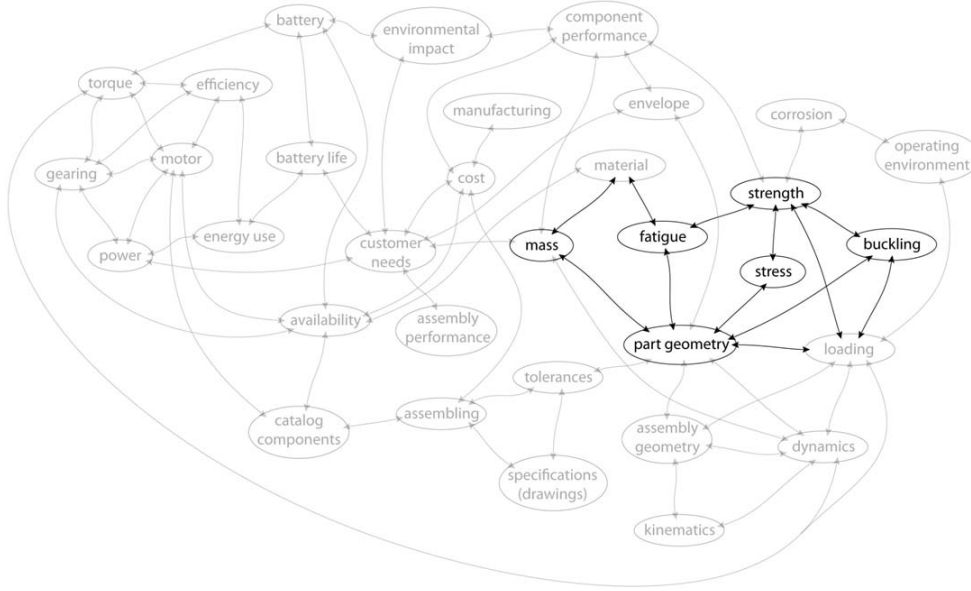 battery
environmental
impact
component
performance
torque
efficiency
envelope
manufacturing
corrosion
operating
environment
gearing
motor
battery life
cost
material
strength
power
energy use
customer
needs
mass
fatigue
buckling
stress
availability
assembly
performance
part geometry
loading
tolerances
catalog
components
assembling
assembly
geometry
dynamics
specifications
(drawings)
kinematics